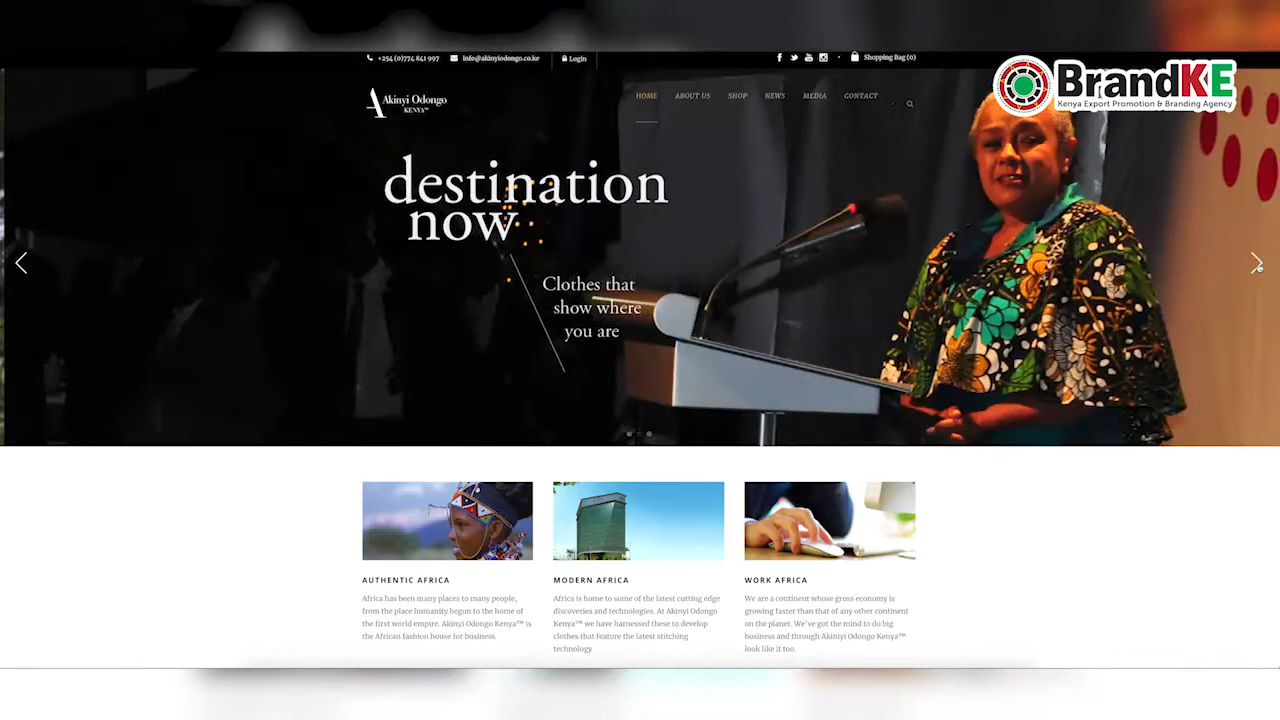 +254 (0)774 841 997
info@akinyiodongo.co.ke
Login
Shopping Bag (0)
BrandKE
Kenya Export Promotion & Branding Agency
Akinyi Odongo
KENYA™
HOME
ABOUT US
SHOP
NEWS
MEDIA
CONTACT
destination
now
Clothes that
show where
you are
AUTHENTIC AFRICA
Africa has been many places to many people,
from the place humanity begun to the home of
the first world empire. Akinyi Odongo Kenya™ is
the African fashion house for business.
MODERN AFRICA
Africa is home to some of the latest cutting edge
discoveries and technologies. At Akinyi Odongo
Kenya™ we have harnessed these to develop
clothes that feature the latest stitching
technology
WORK AFRICA
We are a continent whose gross economy is
growing faster than that of any other continent
on the planet. We've got the mind to do big
business and through Akiniyi Odongo Kenya™
look like it too.